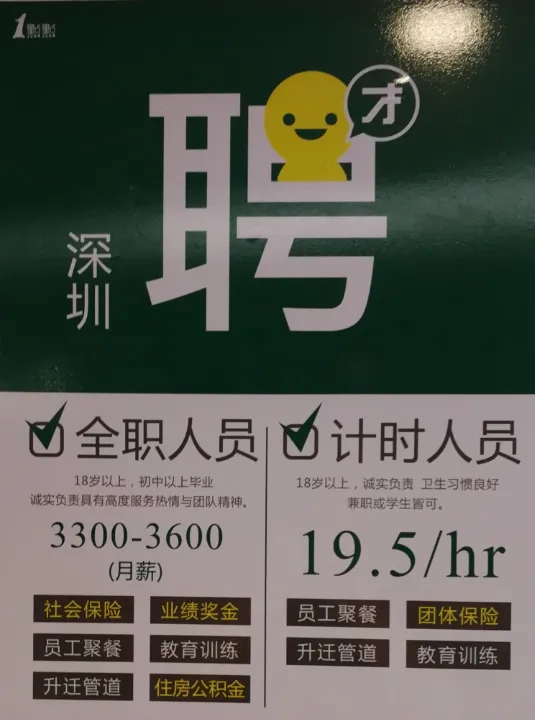 1點點
聘
才
深圳
全职人员
18岁以上，初中以上毕业
诚实负责具有高度服务热情与团队精神。
3300-3600
(月薪)
社会保险 业绩奖金
员工聚餐 教育训练
升迁管道 住房公积金
计时人员
18岁以上，诚实负责 卫生习惯良好
兼职或学生皆可。
19.5/hr
员工聚餐 团体保险
升迁管道 教育训练